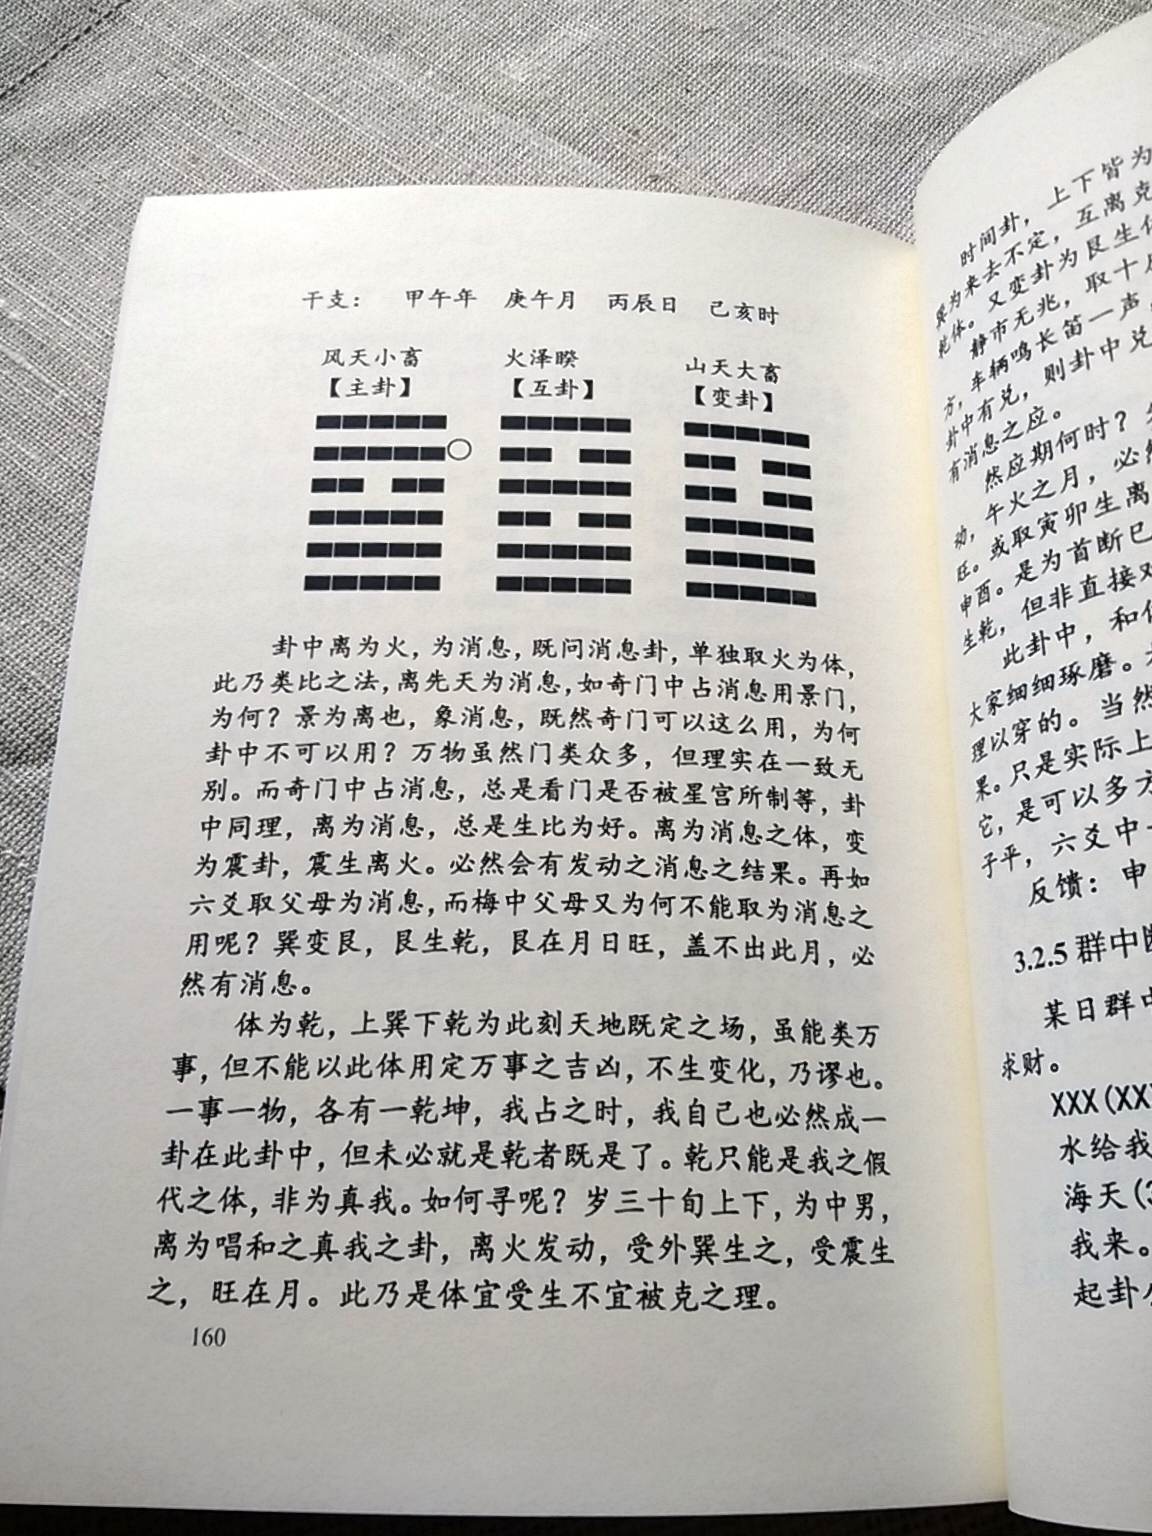 干支： 甲午年 庚午月 丙辰日 己亥时
风天小畜 火泽睽 山天大畜
【主卦】 【互卦】 【变卦】
卦中离为火，为消息，既问消息卦，单独取火为体，
此乃类比之法，离先天为消息，如奇门中占消息用景门，
为何？景为离也，象消息，既然奇门可以这么用，为何
卦中不可以用？万物虽然门类众多，但理实在一致无
别。而奇门中占消息，总是看门是否被星宫所制等，卦
中同理，离为消息，总是生比为好。离为消息之体，变
为震卦，震生离火。必然会有发动之消息之结果。再如
六爻取父母为消息，而梅中父母又为何不能取为消息之
用呢？巽变艮，艮生乾，艮在月日旺，盖不出此月，必
然有消息。
体为乾，上巽下乾为此刻天地既定之场，虽能类万
事，但不能以此体用定万事之吉凶，不生变化，乃谬也。
一事一物，各有一乾坤，我占之时，我自己也必然成一
卦在此卦中，但未必就是乾者既是了。乾只能是我之假
代之体，非为真我。如何寻呢？岁三十旬上下，为中男，
离为唱和之真我之卦，离火发动，受外巽生之，受震生
之，旺在月。此乃是体宜受生不宜被克之理。
160
时间卦，上下皆为
巽为来去不定，互离克
乾体。又变卦为艮生
静市无兆，取十
方，车辆鸣长笛一声，
卦中有兑，则卦中兑
有消息之应。
然应期何时？
午火之月，必然
动，或取寅卯生离
旺。是为首断巳
申酉。但非直接对
生乾，
此卦中，和
大家细细琢磨。
理以穿的。当然
果。只是实际上
它，是可以多方
子平，六爻中
反馈：申
3.2.5 群中断
某日群中
求财。
XXX(XX
水给我
海天(
我来。
起卦